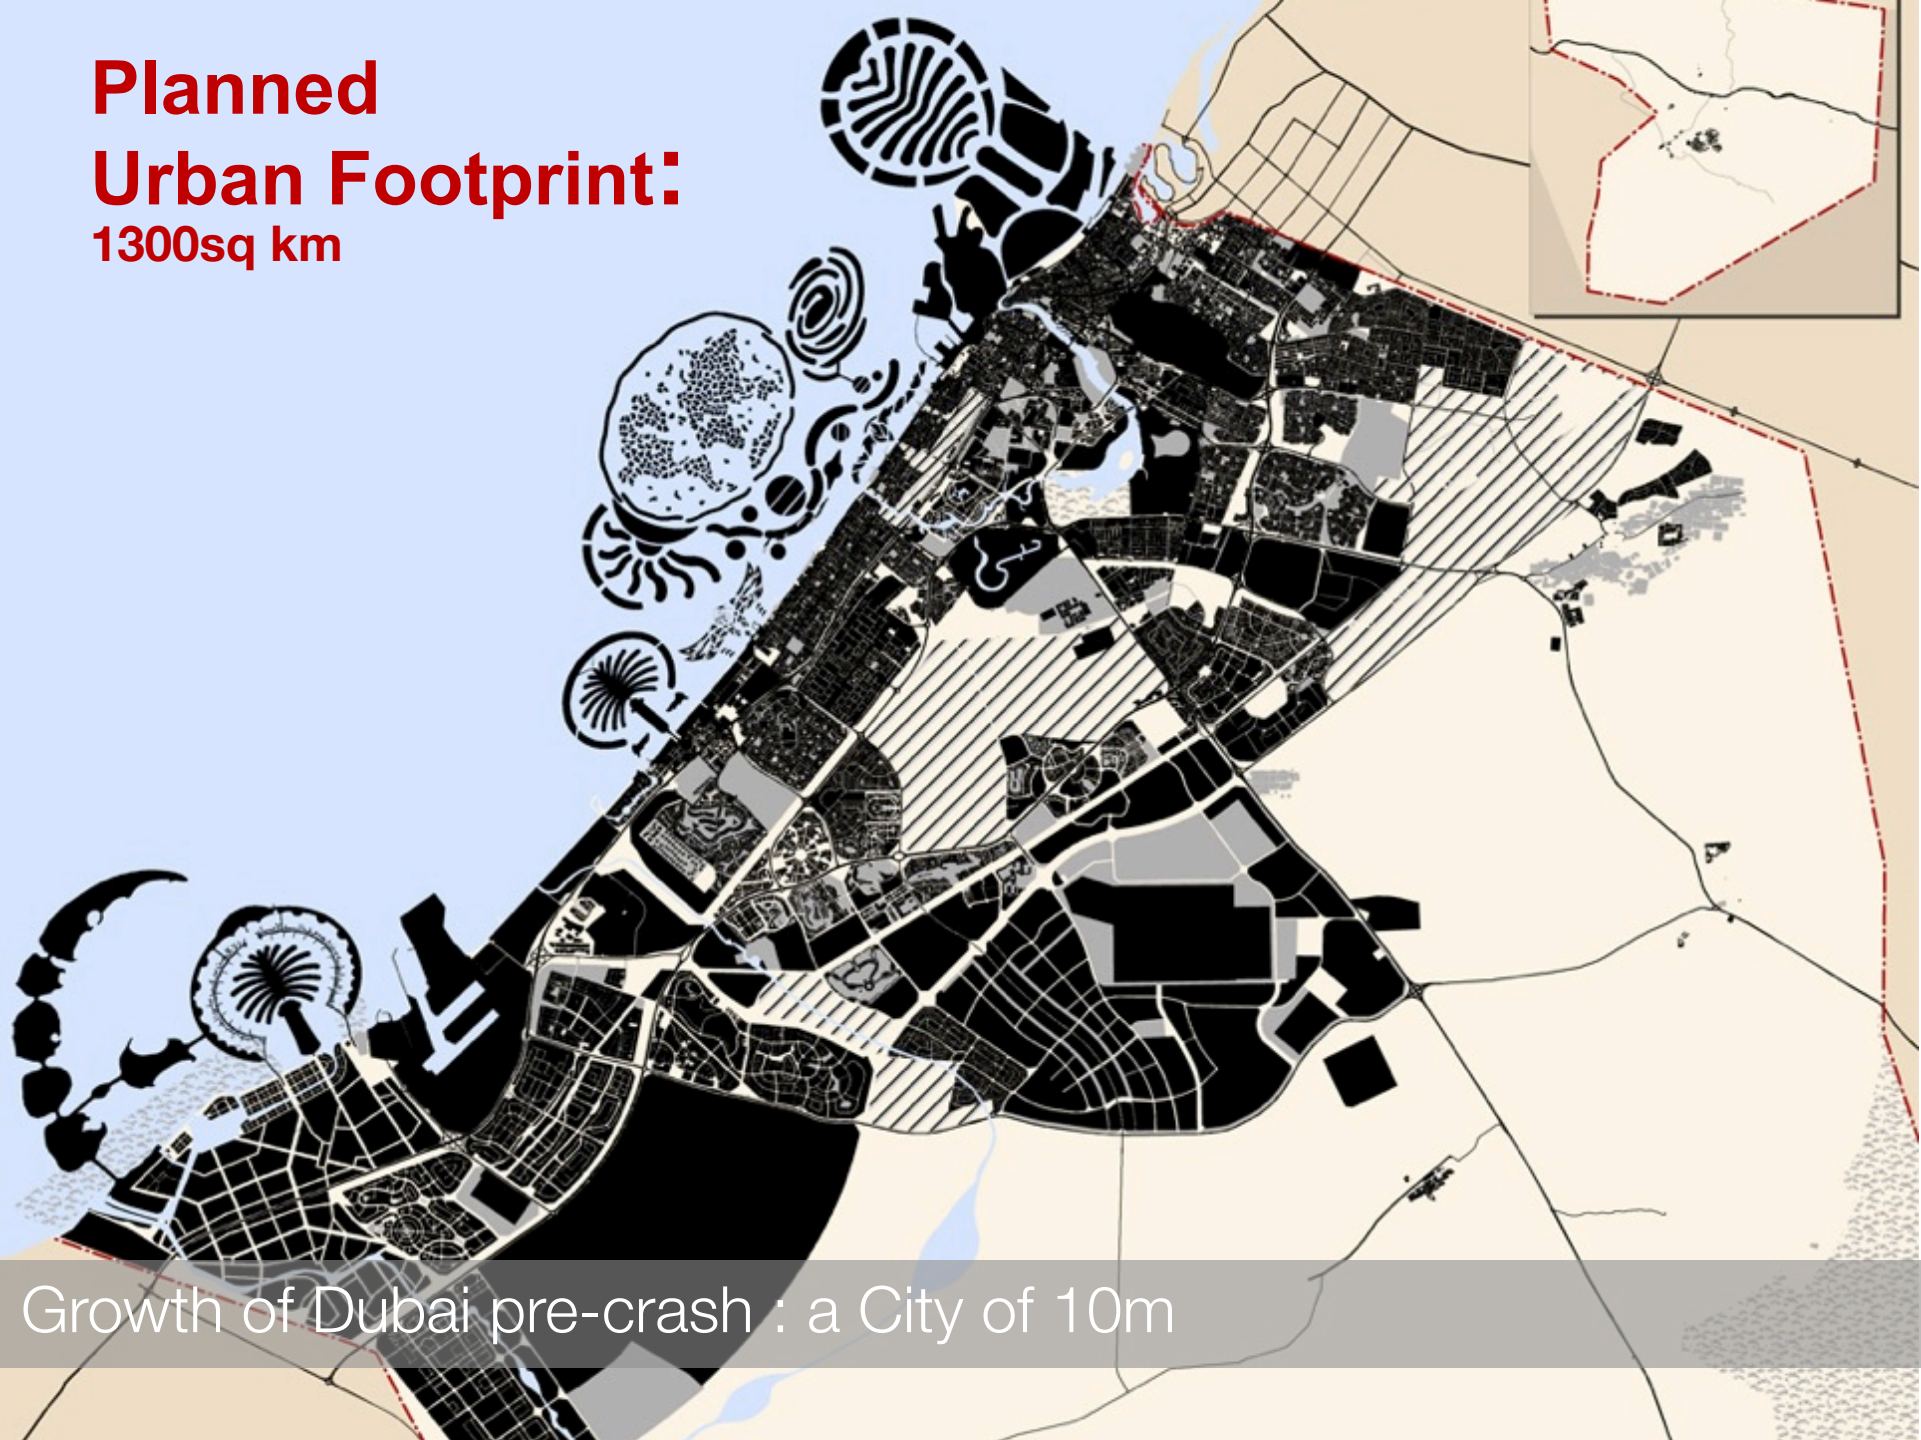 Planned
Urban Footprint:
1300sq km
Growth of Dubai pre-crash : a City of 10m